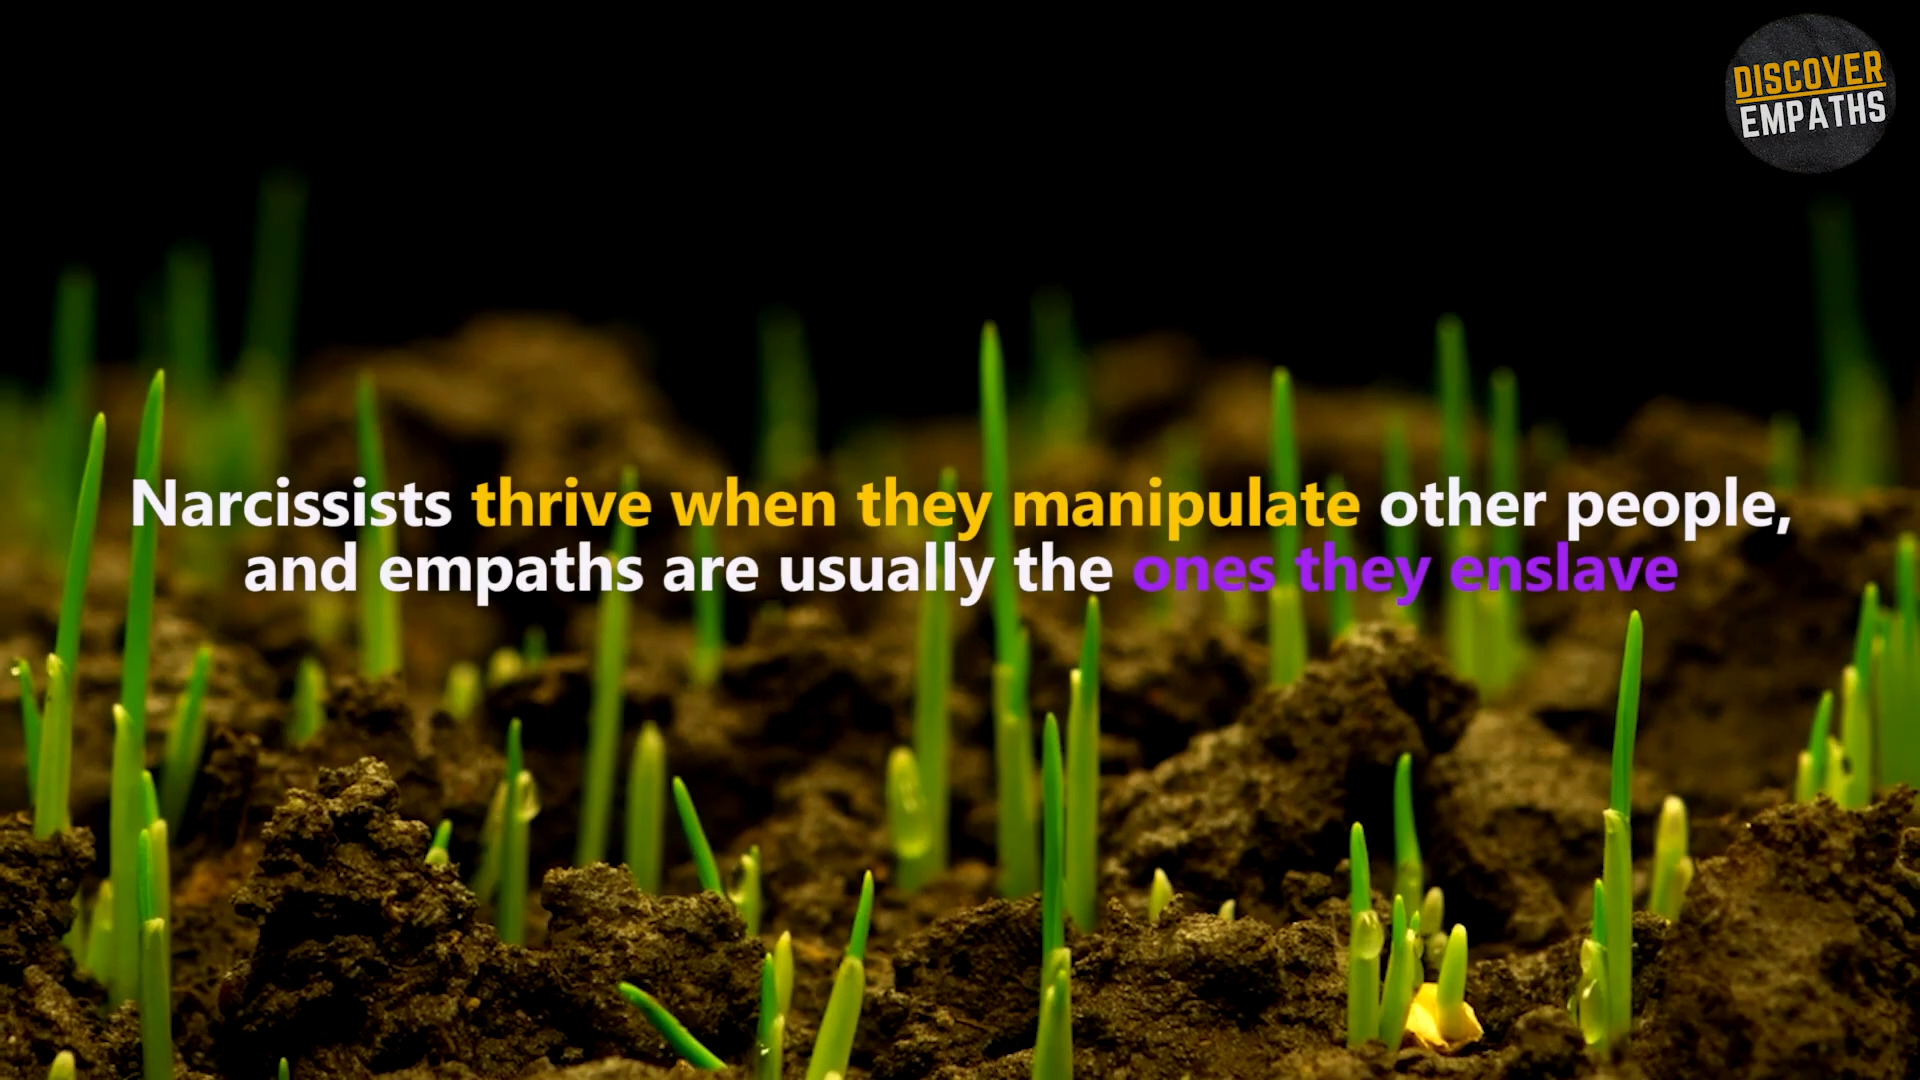 DISCOVER
EMPATHS
Narcissists thrive when they manipulate other people,
and empaths are usually the ones they enslave